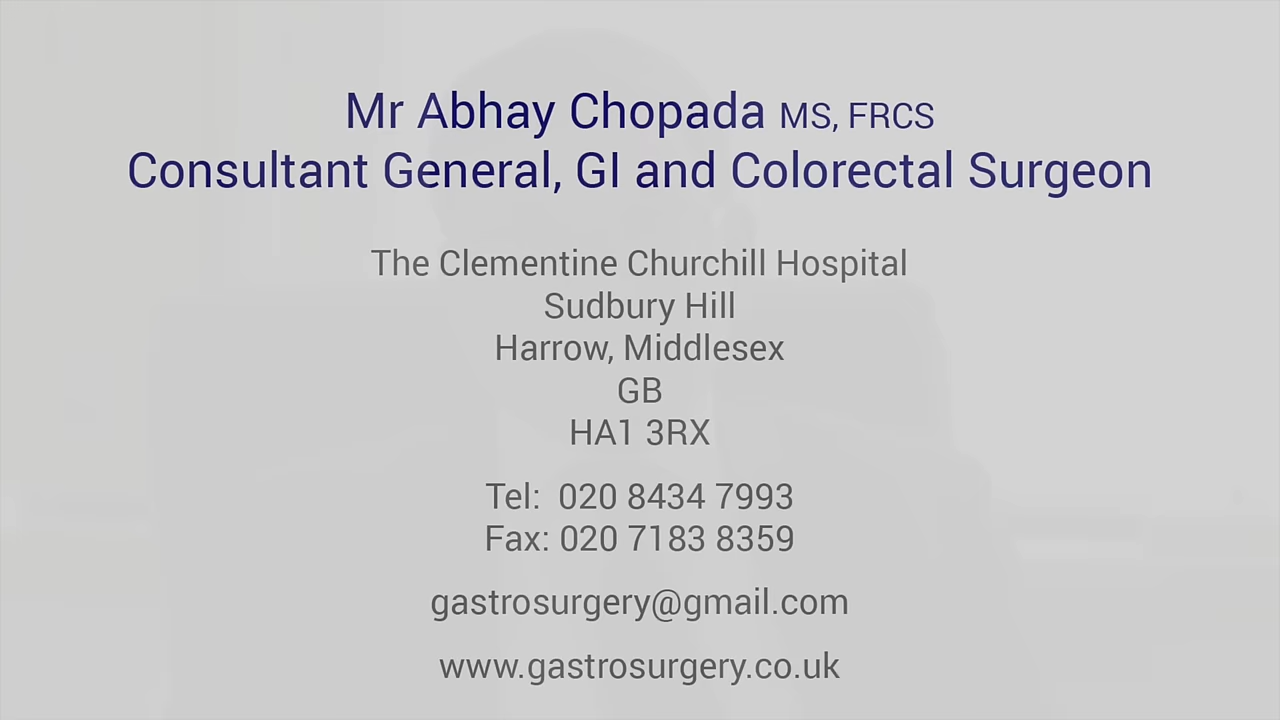 Mr Abhay Chopada MS, FRCS
Consultant General, GI and Colorectal Surgeon
The Clementine Churchill Hospital
Sudbury Hill
Harrow, Middlesex
GB
HA1 3RX
Tel: 020 8434 7993
Fax: 020 7183 8359
gastrosurgery@gmail.com
www.gastrosurgery.co.uk